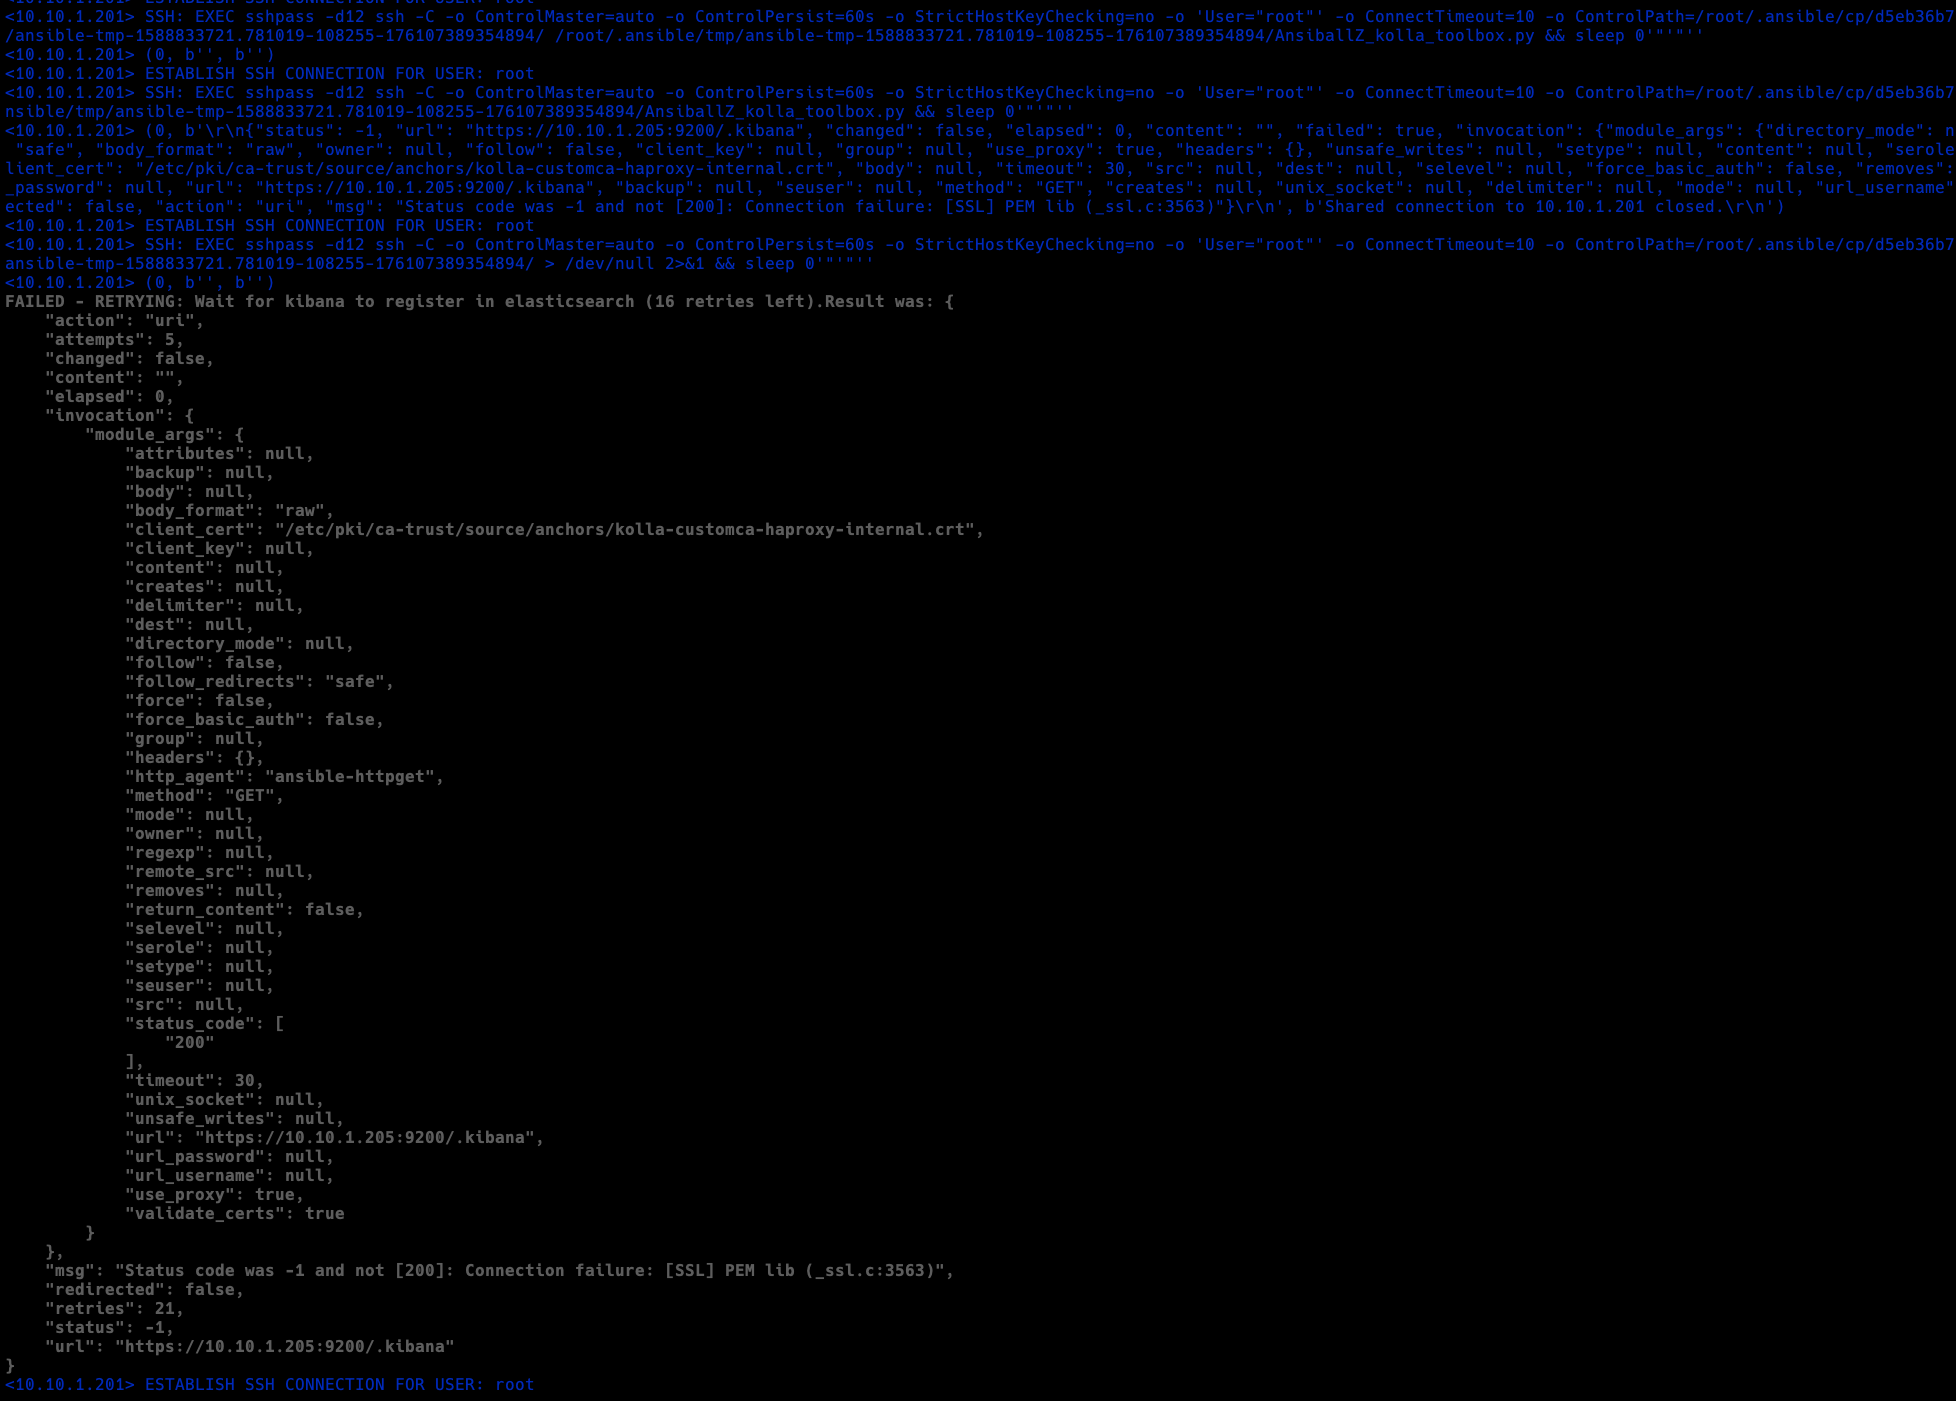 <10.10.1.201> ESTABLISH SSH CONNECTION FOR USER: root
<10.10.1.201> SSH: EXEC sshpass -d12 ssh -C -o ControlMaster=auto -o ControlPersist=60s -o StrictHostKeyChecking=no -o 'User="root"' -o ConnectTimeout=10 -o ControlPath=/root/.ansible/cp/d5eb36b7
/ansible-tmp-1588833721.781019-108255-176107389354894/ /root/.ansible/tmp/ansible-tmp-1588833721.781019-108255-176107389354894/AnsiballZ_kolla_toolbox.py && sleep 0'"'"''
<10.10.1.201> (0, b'', b'')
<10.10.1.201> ESTABLISH SSH CONNECTION FOR USER: root
<10.10.1.201> SSH: EXEC sshpass -d12 ssh -C -o ControlMaster=auto -o ControlPersist=60s -o StrictHostKeyChecking=no -o 'User="root"' -o ConnectTimeout=10 -o ControlPath=/root/.ansible/cp/d5eb36b7
nsible/tmp/ansible-tmp-1588833721.781019-108255-176107389354894/AnsiballZ_kolla_toolbox.py && sleep 0'"'"''
<10.10.1.201> (0, b'\r\n{"status": -1, "url": "https://10.10.1.205:9200/.kibana", "changed": false, "elapsed": 0, "content": "", "failed": true, "invocation": {"module_args": {"directory_mode": n
"safe", "body_format": "raw", "owner": null, "follow": false, "client_key": null, "group": null, "use_proxy": true, "headers": {}, "unsafe_writes": null, "setype": null, "content": null, "serole
lient_cert": "/etc/pki/ca-trust/source/anchors/kolla-customca-haproxy-internal.crt", "body": null, "timeout": 30, "src": null, "dest": null, "selevel": null, "force_basic_auth": false, "removes":
_password": null, "url": "https://10.10.1.205:9200/.kibana", "backup": null, "seuser": null, "method": "GET", "creates": null, "unix_socket": null, "delimiter": null, "mode": null, "url_username"
ected": false, "action": "uri", "msg": "Status code was -1 and not [200]: Connection failure: [SSL] PEM lib (_ssl.c:3563)"}\r\n', b'Shared connection to 10.10.1.201 closed.\r\n')
<10.10.1.201> ESTABLISH SSH CONNECTION FOR USER: root
<10.10.1.201> SSH: EXEC sshpass -d12 ssh -C -o ControlMaster=auto -o ControlPersist=60s -o StrictHostKeyChecking=no -o 'User="root"' -o ConnectTimeout=10 -o ControlPath=/root/.ansible/cp/d5eb36b7
ansible-tmp-1588833721.781019-108255-176107389354894/ > /dev/null 2>&1 && sleep 0'"'"''
<10.10.1.201> (0, b'', b'')
FAILED - RETRYING: Wait for kibana to register in elasticsearch (16 retries left).Result was: {
    "action": "uri",
    "attempts": 5,
    "changed": false,
    "content": "",
    "elapsed": 0,
    "invocation": {
        "module_args": {
            "attributes": null,
            "backup": null,
            "body": null,
            "body_format": "raw",
            "client_cert": "/etc/pki/ca-trust/source/anchors/kolla-customca-haproxy-internal.crt",
            "client_key": null,
            "content": null,
            "creates": null,
            "delimiter": null,
            "dest": null,
            "directory_mode": null,
            "follow": false,
            "follow_redirects": "safe",
            "force": false,
            "force_basic_auth": false,
            "group": null,
            "headers": {},
            "http_agent": "ansible-httpget",
            "method": "GET",
            "mode": null,
            "owner": null,
            "regexp": null,
            "remote_src": null,
            "removes": null,
            "return_content": false,
            "selevel": null,
            "serole": null,
            "setype": null,
            "seuser": null,
            "src": null,
            "status_code": [
                "200"
            ],
            "timeout": 30,
            "unix_socket": null,
            "unsafe_writes": null,
            "url": "https://10.10.1.205:9200/.kibana",
            "url_password": null,
            "url_username": null,
            "use_proxy": true,
            "validate_certs": true
        }
    },
    "msg": "Status code was -1 and not [200]: Connection failure: [SSL] PEM lib (_ssl.c:3563)",
    "redirected": false,
    "retries": 21,
    "status": -1,
    "url": "https://10.10.1.205:9200/.kibana"
}
<10.10.1.201> ESTABLISH SSH CONNECTION FOR USER: root